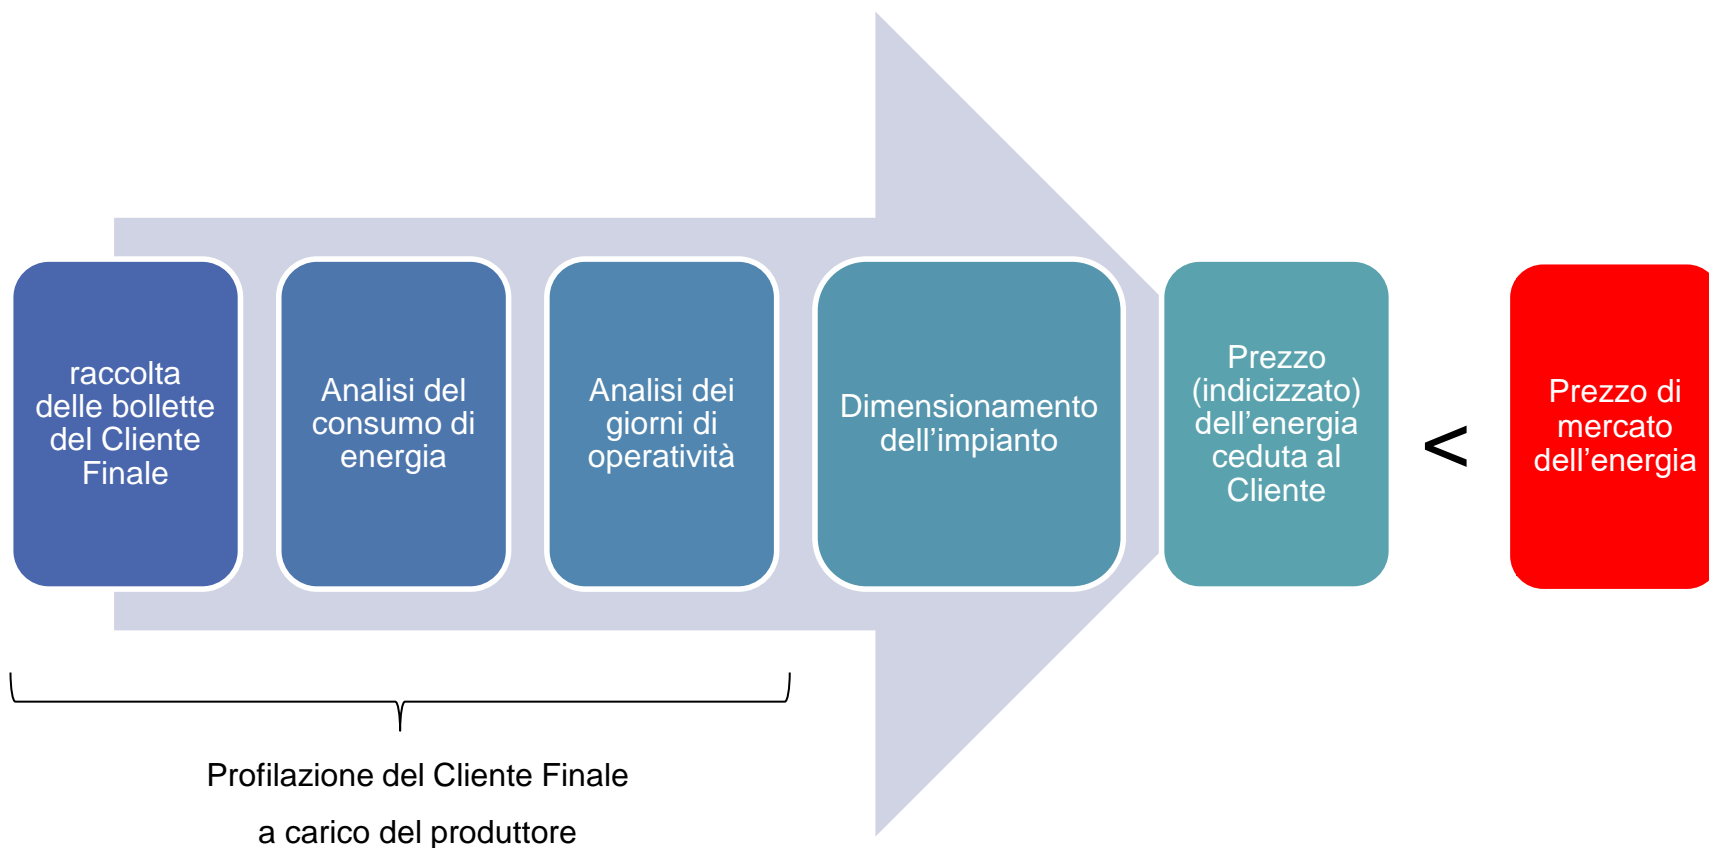 raccolta
delle bollette
del Cliente
Finale
Analisi del
consumo di
energia
Analisi dei
giorni di
operatività
Dimensionamento
dell’impianto
Prezzo
(indicizzato)
dell’energia
ceduta al
Cliente
<
Prezzo di
mercato
dell’energia
Profilazione del Cliente Finale
a carico del produttore